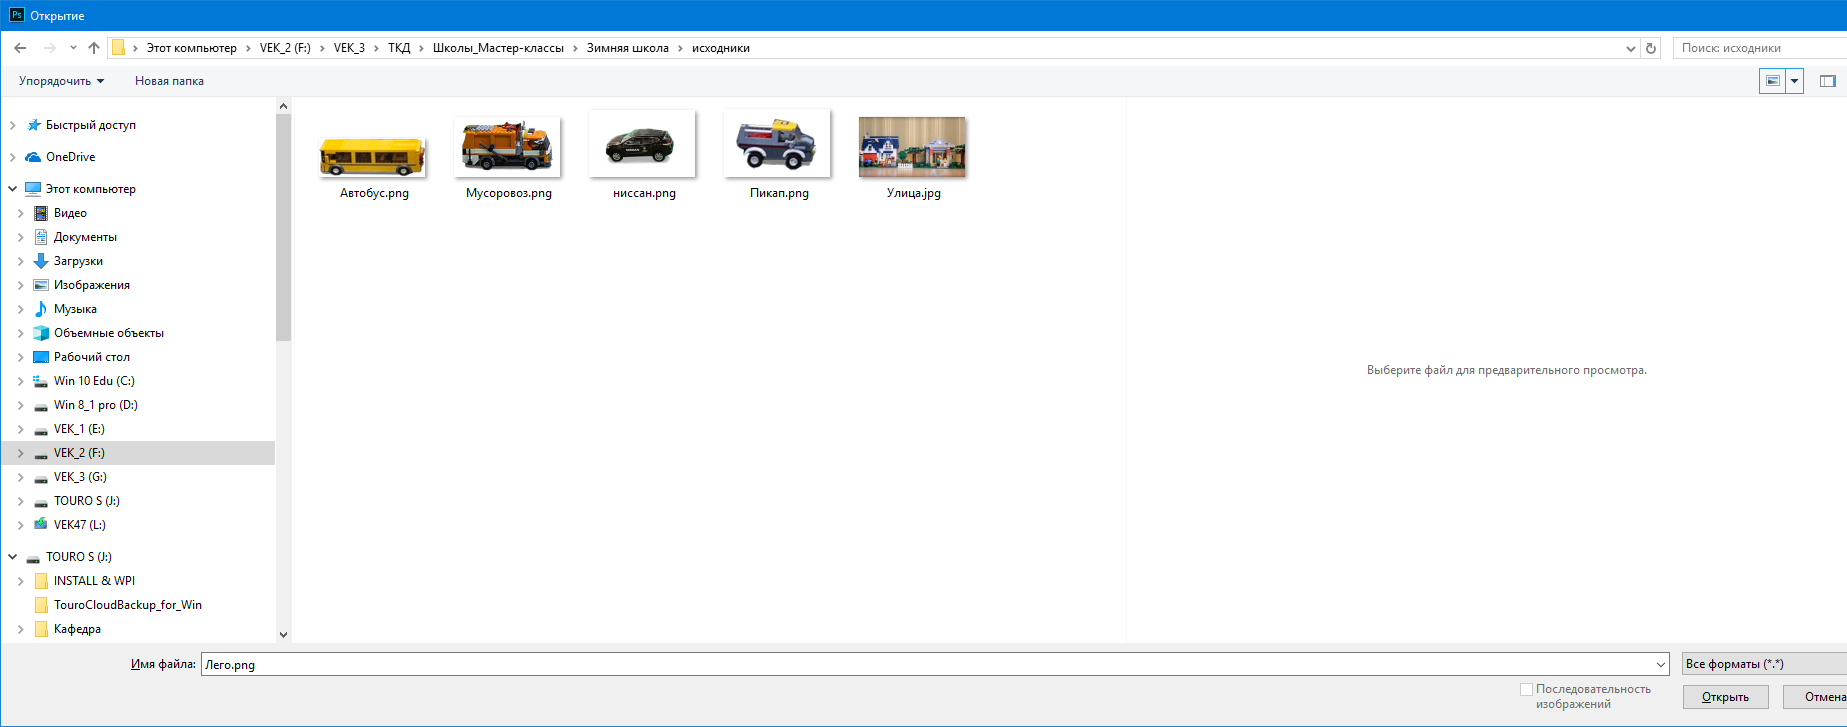 Ps Открытие
Этот компьютер > VEK_2 (F:) > VEK_3 > ТКД > Школы_Мастер-классы > Зимняя школа > исходники
Поиск: исходники
Упорядочить Новая папка
Быстрый доступ
OneDrive
Этот компьютер
Видео
Документы
Загрузки
Изображения
Музыка
Объемные объекты
Рабочий стол
Win 10 Edu (C:)
Win 8_1 pro (D:)
VEK_1 (E:)
VEK_2 (F:)
VEK_3 (G:)
TOURO S (J:)
VEK47 (L:)
TOURO S (J:)
INSTALL & WPI
TouroCloudBackup_for_Win
Кафедра
Автобус.png
Мусоровоз.png
ниссан.png
Пикап.png
Улица.jpg
Выберите файл для предварительного просмотра.
Имя файла: Лего.png
Все форматы (*.*)
Последовательность
изображений
Открыть
Отмена